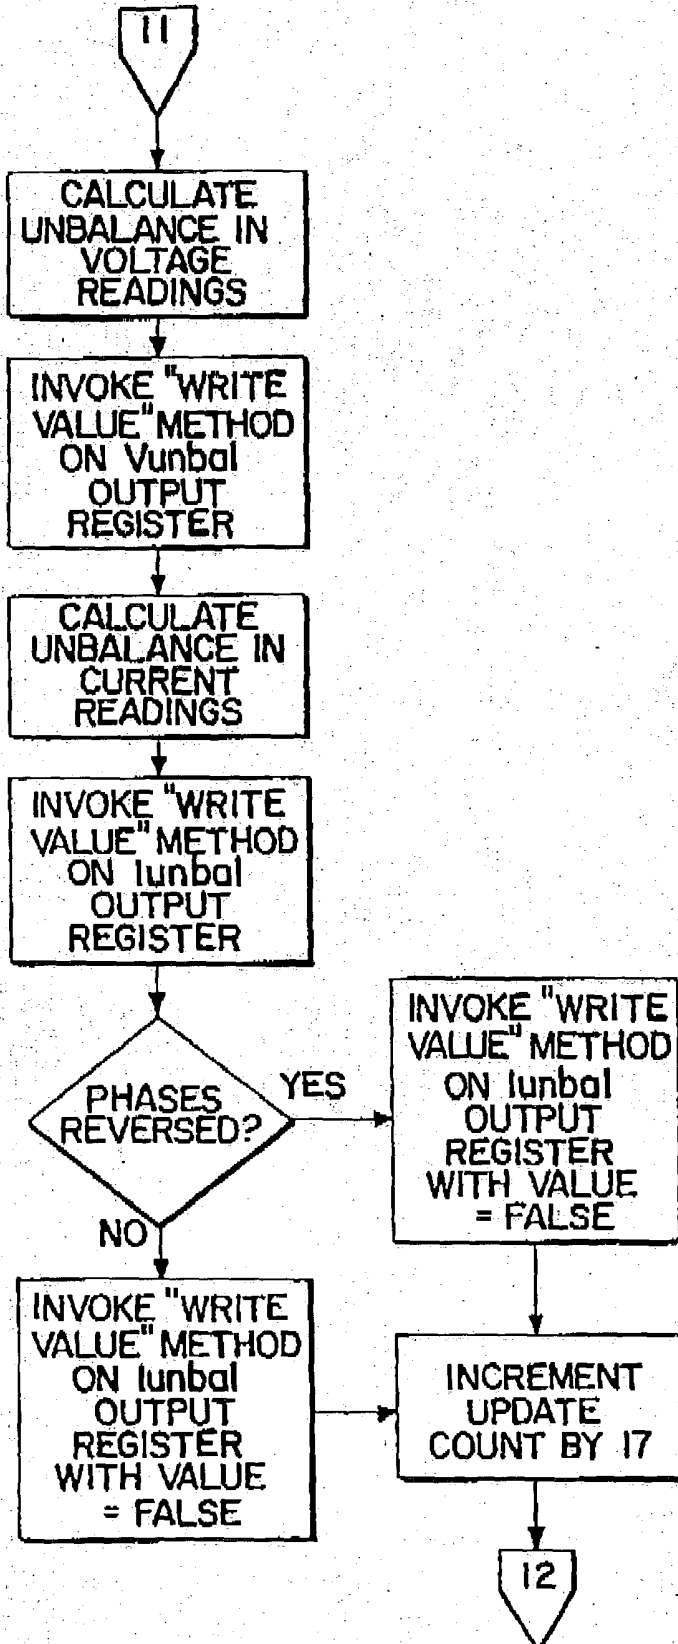 11
CALCULATE
UNBALANCE IN
VOLTAGE
READINGS
INVOKE "WRITE
VALUE" METHOD
ON Vunbal
OUTPUT
REGISTER
CALCULATE
UNBALANCE IN
CURRENT
READINGS
INVOKE "WRITE
VALUE" METHOD
ON Iunbal
OUTPUT
REGISTER
PHASES
REVERSED?
YES
NO
INVOKE "WRITE
VALUE" METHOD
ON Iunbal
OUTPUT
REGISTER
WITH VALUE
= FALSE
INVOKE "WRITE
VALUE" METHOD
ON Iunbal
OUTPUT
REGISTER
WITH VALUE
= FALSE
INCREMENT
UPDATE
COUNT BY 17
12